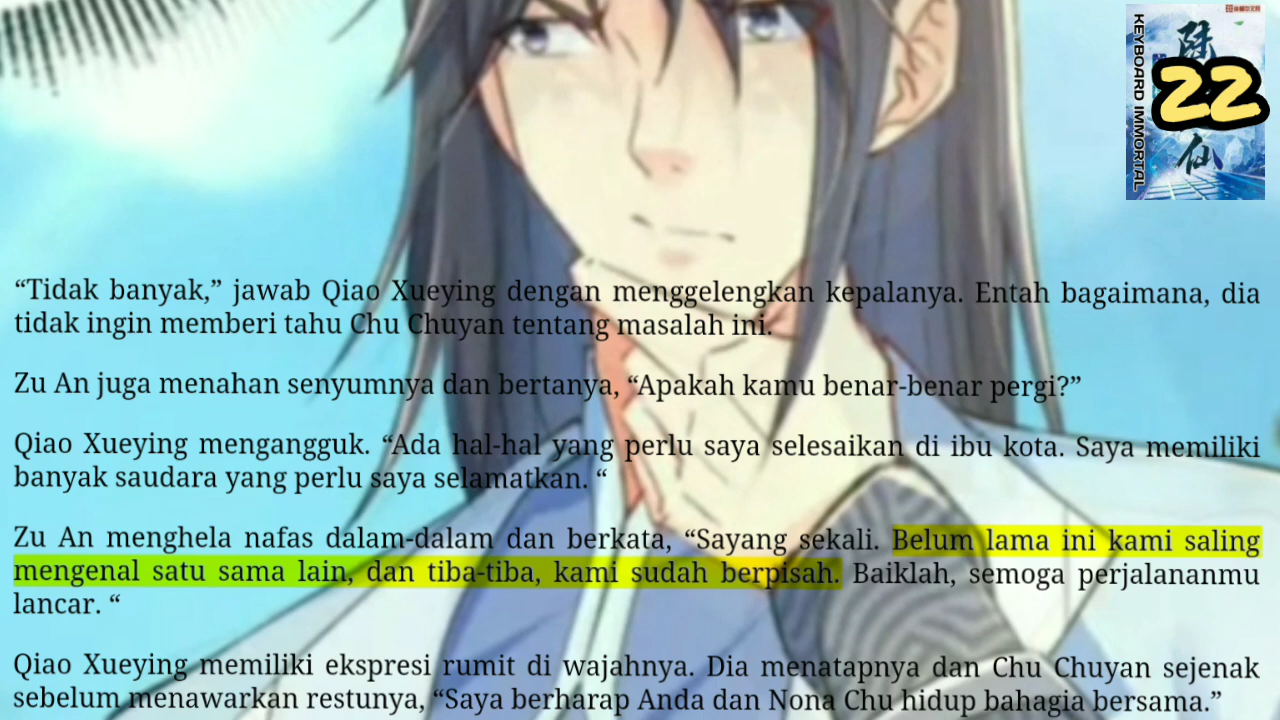 陆
仙
KEYBOARD IMMORTAL
22
“Tidak banyak,” jawab Qiao Xueying dengan menggelengkan kepalanya. Entah bagaimana, dia
tidak ingin memberi tahu Chu Chuyan tentang masalah ini.
Zu An juga menahan senyumnya dan bertanya, “Apakah kamu benar-benar pergi?”
Qiao Xueying mengangguk. “Ada hal-hal yang perlu saya selesaikan di ibu kota. Saya memiliki
banyak saudara yang perlu saya selamatkan. “
Zu An menghela nafas dalam-dalam dan berkata, “Sayang sekali. Belum lama ini kami saling
mengenal satu sama lain, dan tiba-tiba, kami sudah berpisah. Baiklah, semoga perjalananmu
lancar. “
Qiao Xueying memiliki ekspresi rumit di wajahnya. Dia menatapnya dan Chu Chuyan sejenak
sebelum menawarkan restunya, “Saya berharap Anda dan Nona Chu hidup bahagia bersama.”